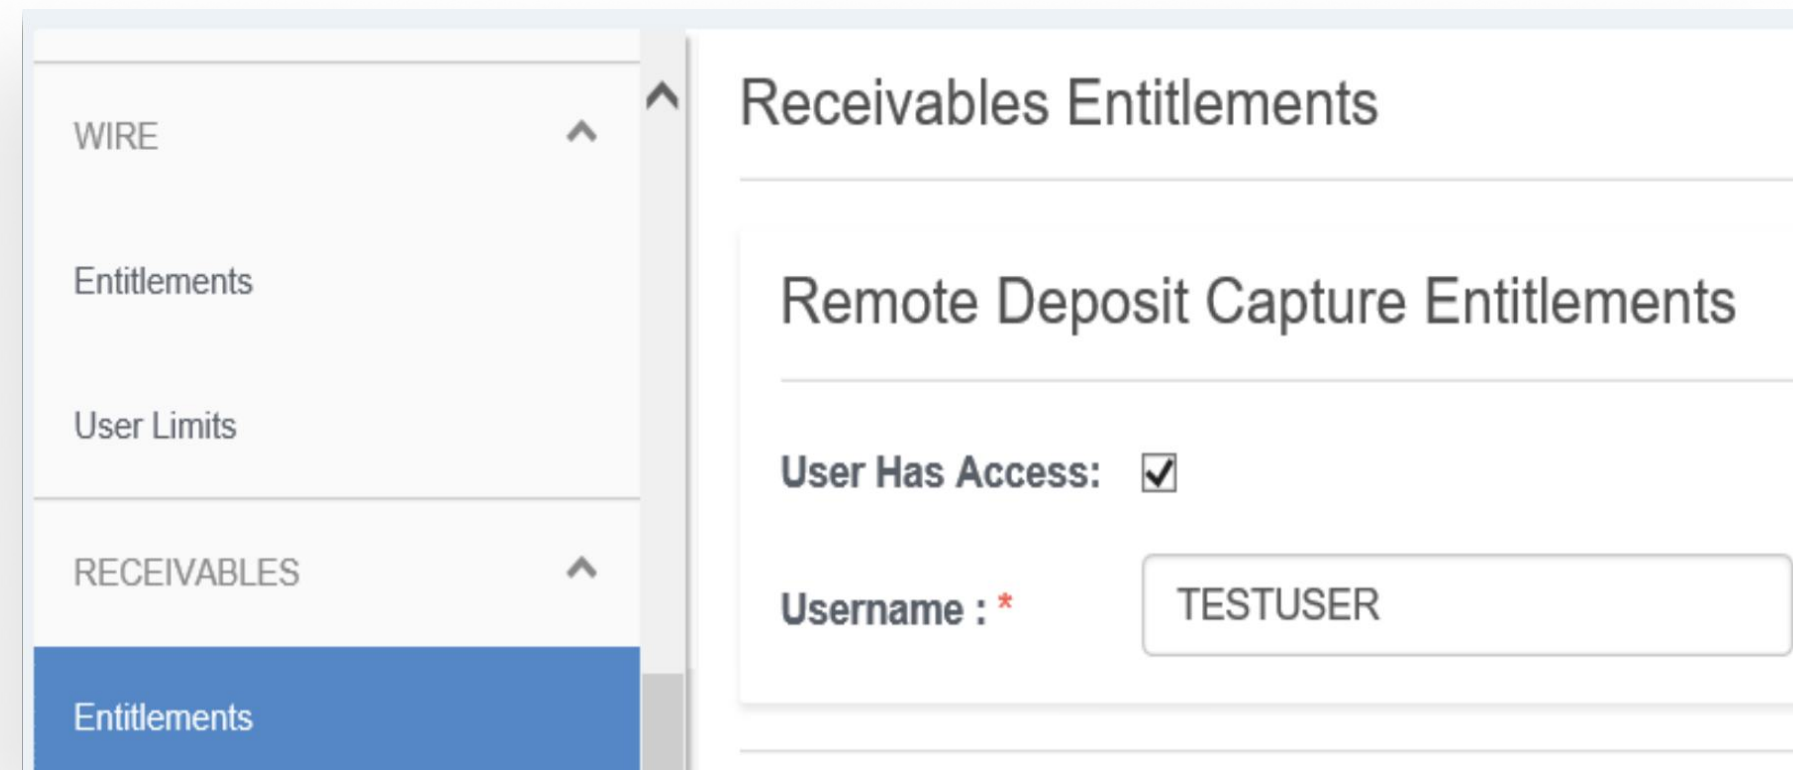 WIRE
Entitlements
User Limits
RECEIVABLES
Entitlements
Receivables Entitlements
Remote Deposit Capture Entitlements
User Has Access:
Username : * TESTUSER